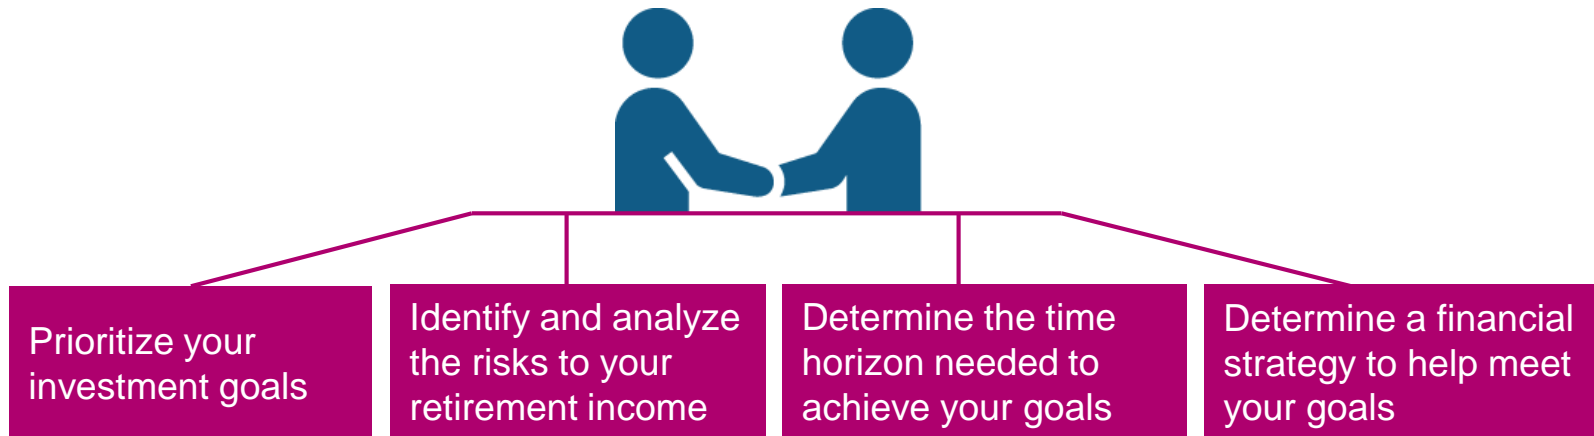 Prioritize your
investment goals
Identify and analyze
the risks to your
retirement income
Determine the time
horizon needed to
achieve your goals
Determine a financial
strategy to help meet
your goals